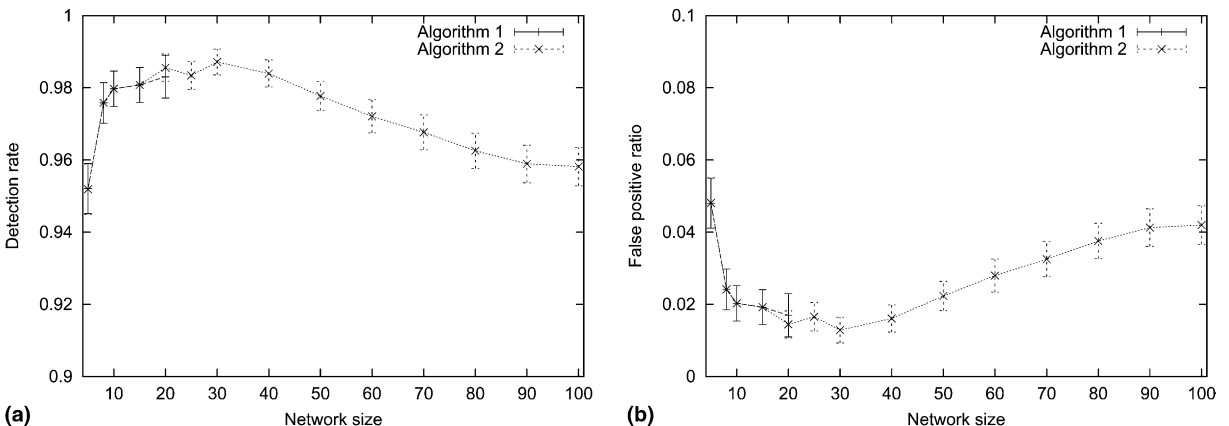 1
0.98
0.96
0.94
0.92
0.9
Detection rate
Algorithm 1
Algorithm 2
10 20 30 40 50 60 70 80 90 100
Network size
(a)
0.1
0.08
0.06
0.04
0.02
0
False positive ratio
Algorithm 1
Algorithm 2
10 20 30 40 50 60 70 80 90 100
Network size
(b)